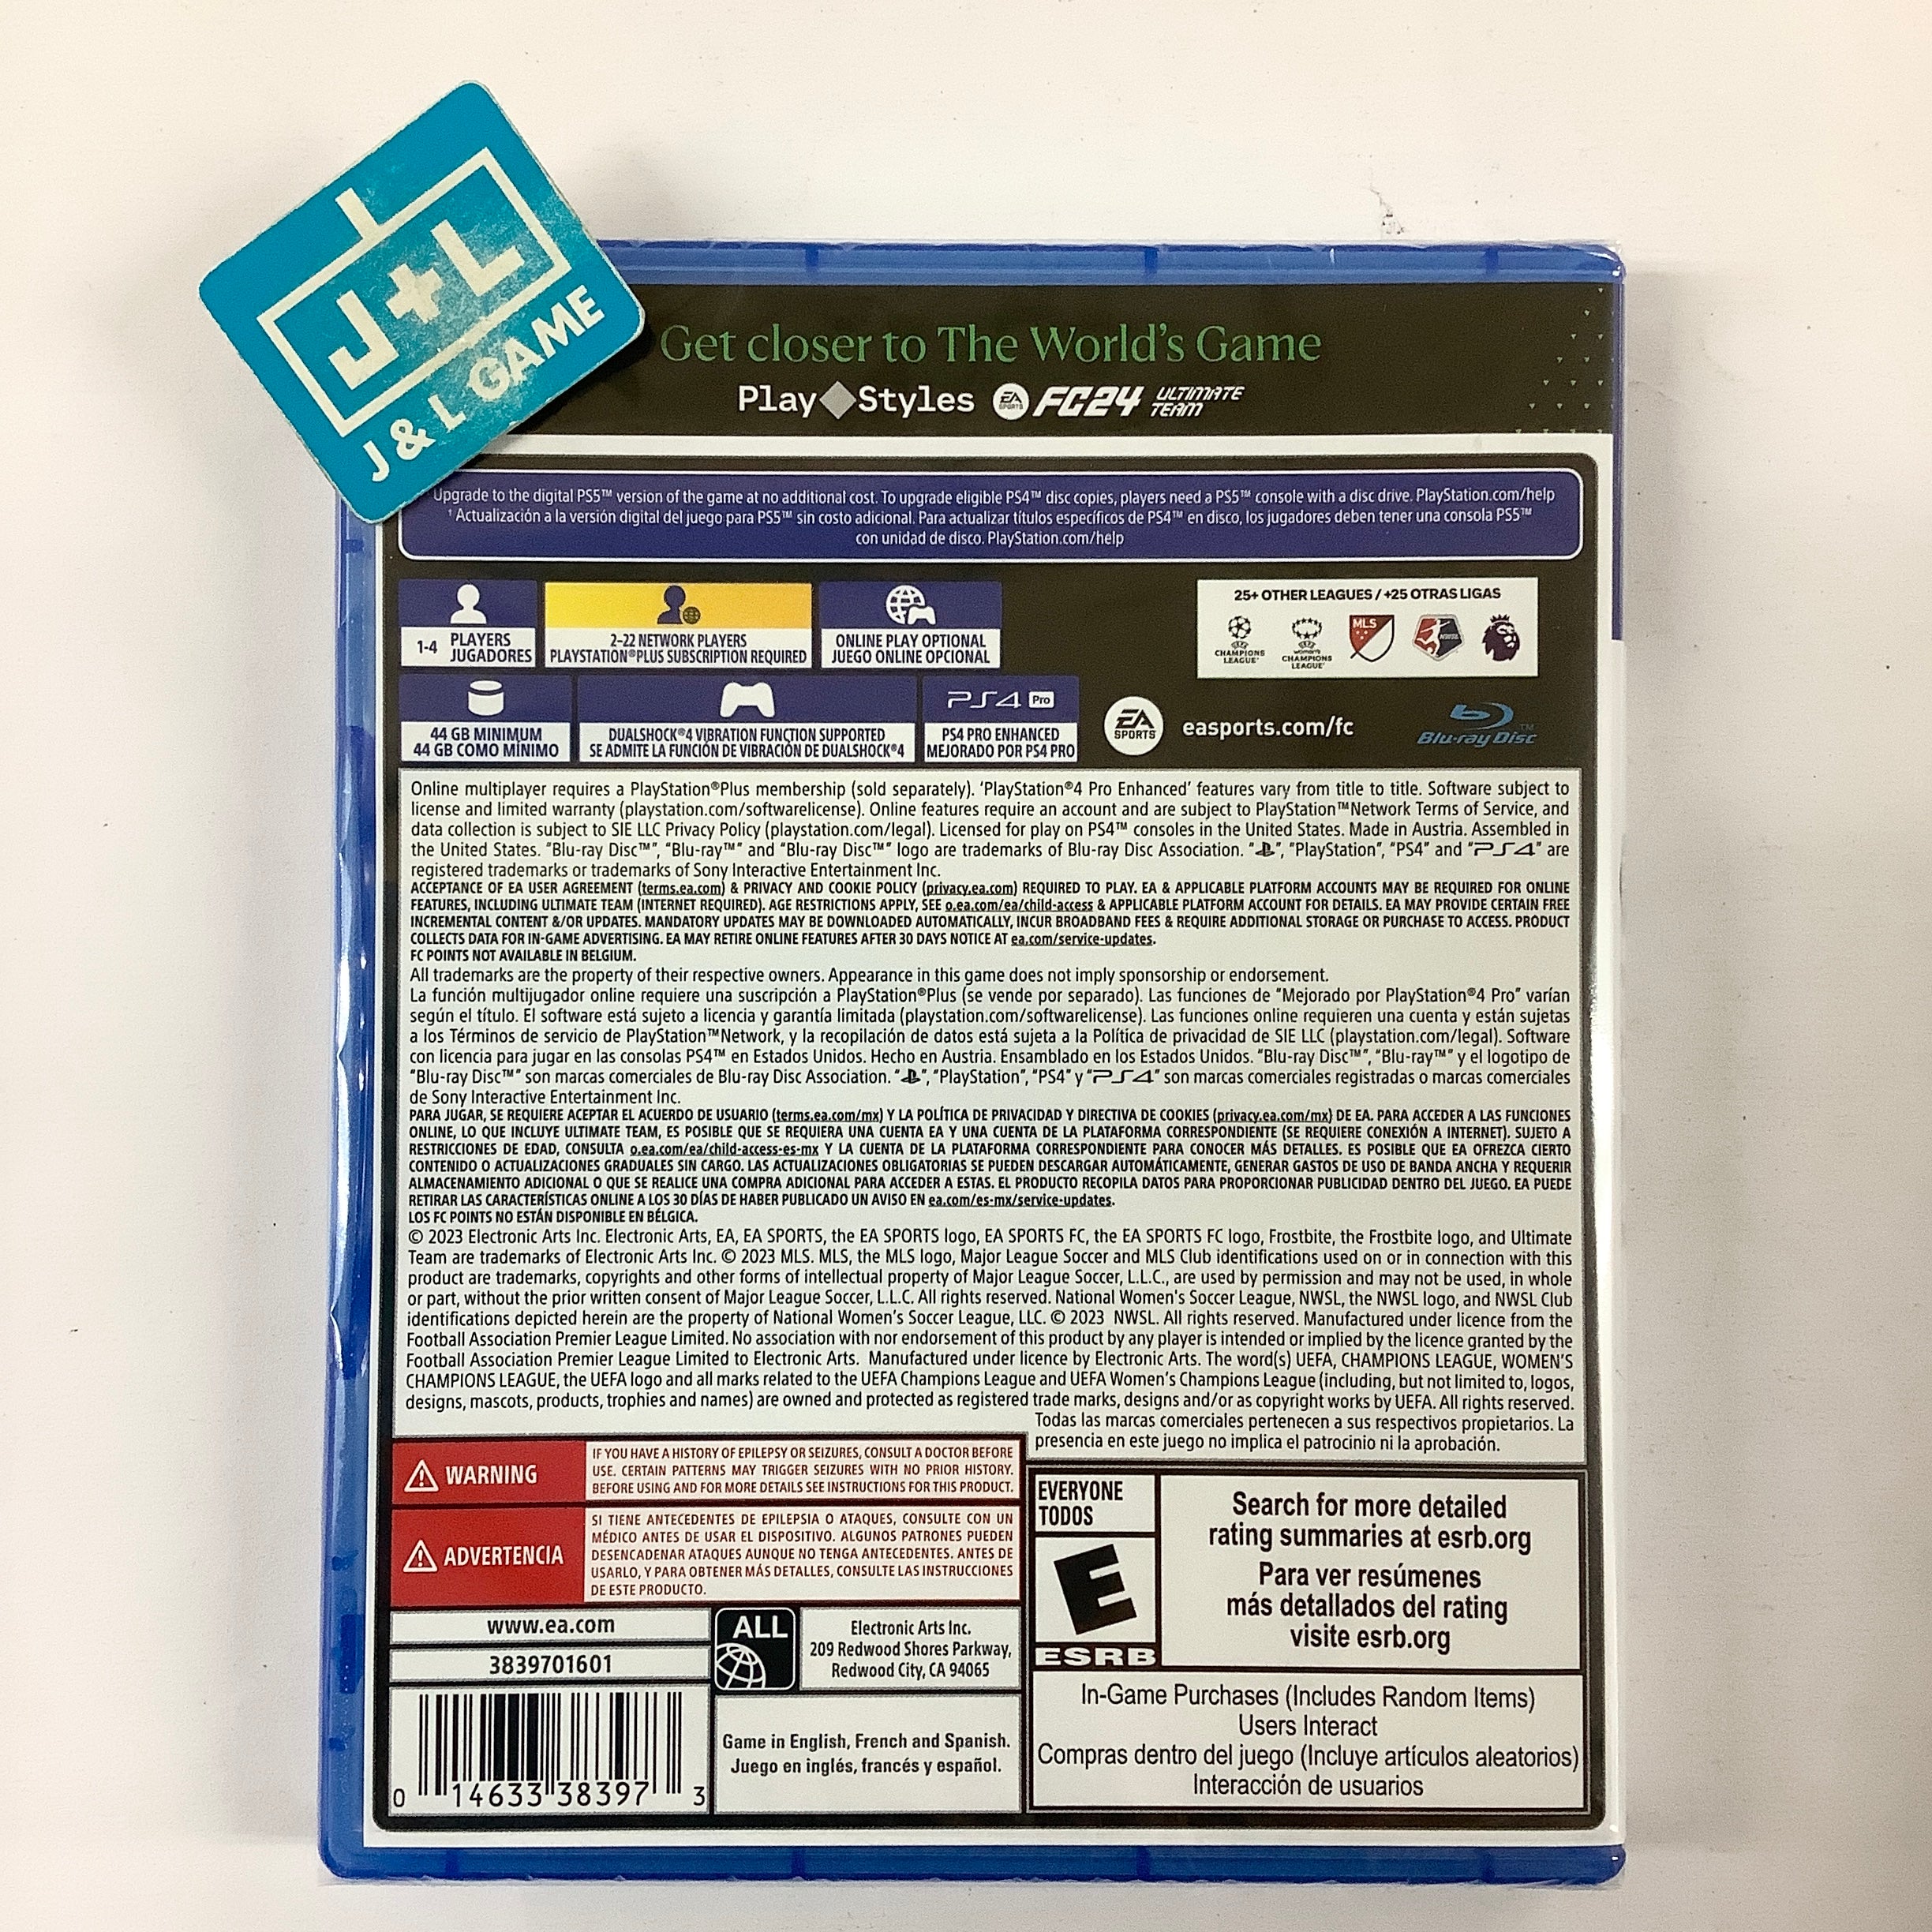 J+L
J & L GAME
Get closer to The World's Game
Play Styles EA SPORTS FC24 ULTIMATE TEAM
Upgrade to the digital PS5™ version of the game at no additional cost. To upgrade eligible PS4™ disc copies, players need a PS5™ console with a disc drive. PlayStation.com/help
¹ Actualización a la versión digital del juego para PS5™ sin costo adicional. Para actualizar títulos específicos de PS4™ en disco, los jugadores deben tener una consola PS5™
con unidad de disco. PlayStation.com/help
1-4 PLAYERS
JUGADORES
2-22 NETWORK PLAYERS
PLAYSTATION®PLUS SUBSCRIPTION REQUIRED
ONLINE PLAY OPTIONAL
JUEGO ONLINE OPCIONAL
25+ OTHER LEAGUES / +25 OTRAS LIGAS
CHAMPIONS LEAGUE
WOMEN'S CHAMPIONS LEAGUE
MLS
NWSL
44 GB MINIMUM
44 GB COMO MÍNIMO
DUALSHOCK®4 VIBRATION FUNCTION SUPPORTED
SE ADMITE LA FUNCIÓN DE VIBRACIÓN DE DUALSHOCK®4
PS4 Pro
PS4 PRO ENHANCED
MEJORADO POR PS4 PRO
EA SPORTS
easports.com/fc
Blu-ray Disc™
Online multiplayer requires a PlayStation®Plus membership (sold separately). 'PlayStation®4 Pro Enhanced' features vary from title to title. Software subject to
license and limited warranty (playstation.com/softwarelicense). Online features require an account and are subject to PlayStation™Network Terms of Service, and
data collection is subject to SIE LLC Privacy Policy (playstation.com/legal). Licensed for play on PS4™ consoles in the United States. Made in Austria. Assembled in
the United States. "Blu-ray Disc™", "Blu-ray™" and "Blu-ray Disc™" logo are trademarks of Blu-ray Disc Association. "", "PlayStation", "PS4" and "PS4" are
registered trademarks or trademarks of Sony Interactive Entertainment Inc.
ACCEPTANCE OF EA USER AGREEMENT (terms.ea.com) & PRIVACY AND COOKIE POLICY (privacy.ea.com) REQUIRED TO PLAY. EA & APPLICABLE PLATFORM ACCOUNTS MAY BE REQUIRED FOR ONLINE
FEATURES, INCLUDING ULTIMATE TEAM (INTERNET REQUIRED). AGE RESTRICTIONS APPLY, SEE o.ea.com/ea/child-access & APPLICABLE PLATFORM ACCOUNT FOR DETAILS. EA MAY PROVIDE CERTAIN FREE
INCREMENTAL CONTENT &/OR UPDATES. MANDATORY UPDATES MAY BE DOWNLOADED AUTOMATICALLY, INCUR BROADBAND FEES & REQUIRE ADDITIONAL STORAGE OR PURCHASE TO ACCESS. PRODUCT
COLLECTS DATA FOR IN-GAME ADVERTISING. EA MAY RETIRE ONLINE FEATURES AFTER 30 DAYS NOTICE AT ea.com/service-updates.
FC POINTS NOT AVAILABLE IN BELGIUM.
All trademarks are the property of their respective owners. Appearance in this game does not imply sponsorship or endorsement.
La función multijugador online requiere una suscripción a PlayStation®Plus (se vende por separado). Las funciones de "Mejorado por PlayStation®4 Pro" varían
según el título. El software está sujeto a licencia y garantía limitada (playstation.com/softwarelicense). Las funciones online requieren una cuenta y están sujetas
a los Términos de servicio de PlayStation™Network, y la recopilación de datos está sujeta a la Política de privacidad de SIE LLC (playstation.com/legal). Software
con licencia para jugar en las consolas PS4™ en Estados Unidos. Hecho en Austria. Ensamblado en los Estados Unidos. "Blu-ray Disc™", "Blu-ray™" y el logotipo de
"Blu-ray Disc™" son marcas comerciales de Blu-ray Disc Association. "", "PlayStation", "PS4" y "PS4" son marcas comerciales registradas o marcas comerciales
de Sony Interactive Entertainment Inc.
PARA JUGAR, SE REQUIERE ACEPTAR EL ACUERDO DE USUARIO (terms.ea.com/mx) Y LA POLÍTICA DE PRIVACIDAD Y DIRECTIVA DE COOKIES (privacy.ea.com/mx) DE EA. PARA ACCEDER A LAS FUNCIONES
ONLINE, LO QUE INCLUYE ULTIMATE TEAM, ES POSIBLE QUE SE REQUIERA UNA CUENTA EA Y UNA CUENTA DE LA PLATAFORMA CORRESPONDIENTE (SE REQUIERE CONEXIÓN A INTERNET). SUJETO A
RESTRICCIONES DE EDAD, CONSULTA o.ea.com/ea/child-access-es-mx Y LA CUENTA DE LA PLATAFORMA CORRESPONDIENTE PARA CONOCER MÁS DETALLES. ES POSIBLE QUE EA OFREZCA CIERTO
CONTENIDO O ACTUALIZACIONES GRADUALES SIN CARGO. LAS ACTUALIZACIONES OBLIGATORIAS SE PUEDEN DESCARGAR AUTOMÁTICAMENTE, GENERAR GASTOS DE USO DE BANDA ANCHA Y REQUERIR
ALMACENAMIENTO ADICIONAL O QUE SE REALICE UNA COMPRA ADICIONAL PARA ACCEDER A ESTAS. EL PRODUCTO RECOPILA DATOS PARA PROPORCIONAR PUBLICIDAD DENTRO DEL JUEGO. EA PUEDE
RETIRAR LAS CARACTERÍSTICAS ONLINE A LOS 30 DÍAS DE HABER PUBLICADO UN AVISO EN ea.com/es-mx/service-updates.
LOS FC POINTS NO ESTÁN DISPONIBLE EN BÉLGICA.
© 2023 Electronic Arts Inc. Electronic Arts, EA, EA SPORTS, the EA SPORTS logo, EA SPORTS FC, the EA SPORTS FC logo, Frostbite, the Frostbite logo, and Ultimate
Team are trademarks of Electronic Arts Inc. © 2023 MLS. MLS, the MLS logo, Major League Soccer and MLS Club identifications used on or in connection with this
product are trademarks, copyrights and other forms of intellectual property of Major League Soccer, L.L.C., are used by permission and may not be used, in whole
or part, without the prior written consent of Major League Soccer, L.L.C. All rights reserved. National Women's Soccer League, NWSL, the NWSL logo, and NWSL Club
identifications depicted herein are the property of National Women's Soccer League, LLC. © 2023 NWSL. All rights reserved. Manufactured under licence from the
Football Association Premier League Limited. No association with nor endorsement of this product by any player is intended or implied by the licence granted by the
Football Association Premier League Limited to Electronic Arts. Manufactured under licence by Electronic Arts. The word(s) UEFA, CHAMPIONS LEAGUE, WOMEN'S
CHAMPIONS LEAGUE, the UEFA logo and all marks related to the UEFA Champions League and UEFA Women's Champions League (including, but not limited to, logos,
designs, mascots, products, trophies and names) are owned and protected as registered trade marks, designs and/or as copyright works by UEFA. All rights reserved.
Todas las marcas comerciales pertenecen a sus respectivos propietarios. La
presencia en este juego no implica el patrocinio ni la aprobación.
WARNING
IF YOU HAVE A HISTORY OF EPILEPSY OR SEIZURES, CONSULT A DOCTOR BEFORE
USE. CERTAIN PATTERNS MAY TRIGGER SEIZURES WITH NO PRIOR HISTORY.
BEFORE USING AND FOR MORE DETAILS SEE INSTRUCTIONS FOR THIS PRODUCT.
ADVERTENCIA
SI TIENE ANTECEDENTES DE EPILEPSIA O ATAQUES, CONSULTE CON UN
MÉDICO ANTES DE USAR EL DISPOSITIVO. ALGUNOS PATRONES PUEDEN
DESENCADENAR ATAQUES AUNQUE NO TENGA ANTECEDENTES. ANTES DE
USARLO, Y PARA OBTENER MÁS DETALLES, CONSULTE LAS INSTRUCCIONES
DE ESTE PRODUCTO.
EVERYONE
TODOS
E
ESRB
Search for more detailed
rating summaries at esrb.org
Para ver resúmenes
más detallados del rating
visite esrb.org
www.ea.com
3839701601
ALL
Electronic Arts Inc.
209 Redwood Shores Parkway,
Redwood City, CA 94065
0 14633 38397 3
Game in English, French and Spanish.
Juego en inglés, francés y español.
In-Game Purchases (Includes Random Items)
Users Interact
Compras dentro del juego (Incluye artículos aleatorios)
Interacción de usuarios